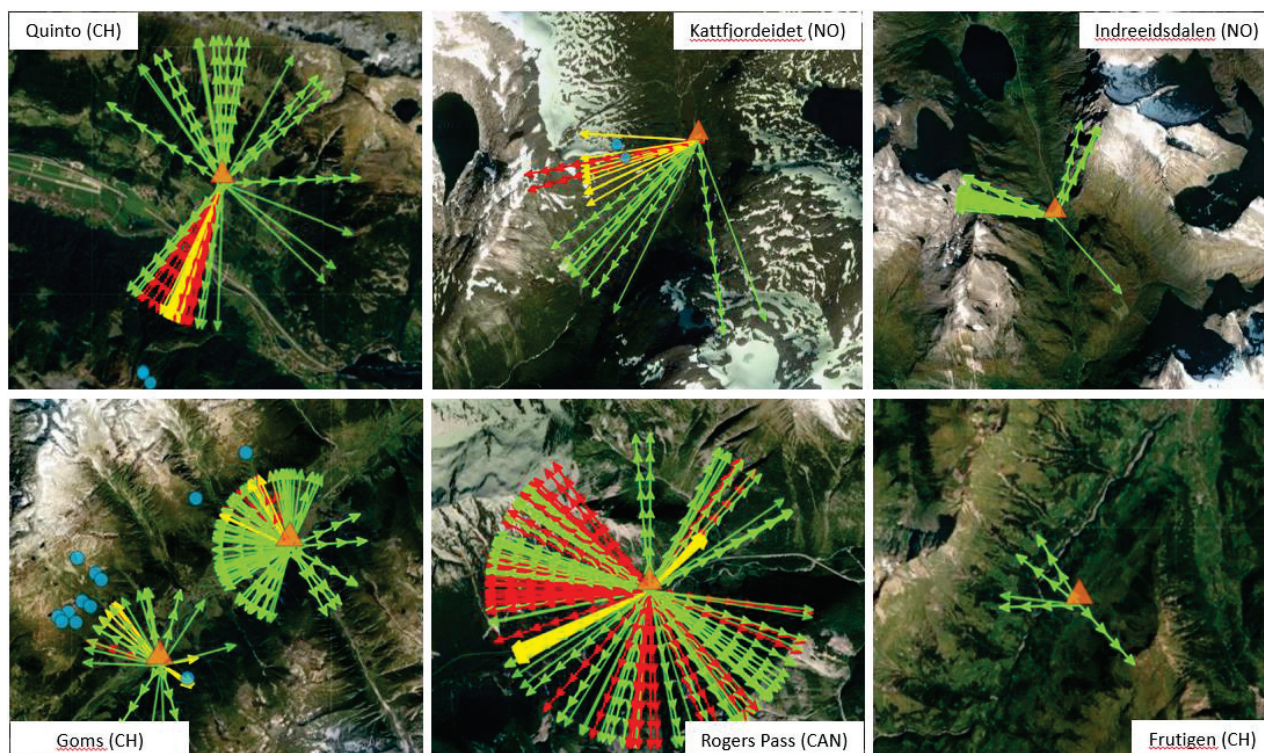 Quinto (CH)
Kattfjordeidet (NO)
Indreeidsdalen (NO)
Goms (CH)
Rogers Pass (CAN)
Frutigen (CH)